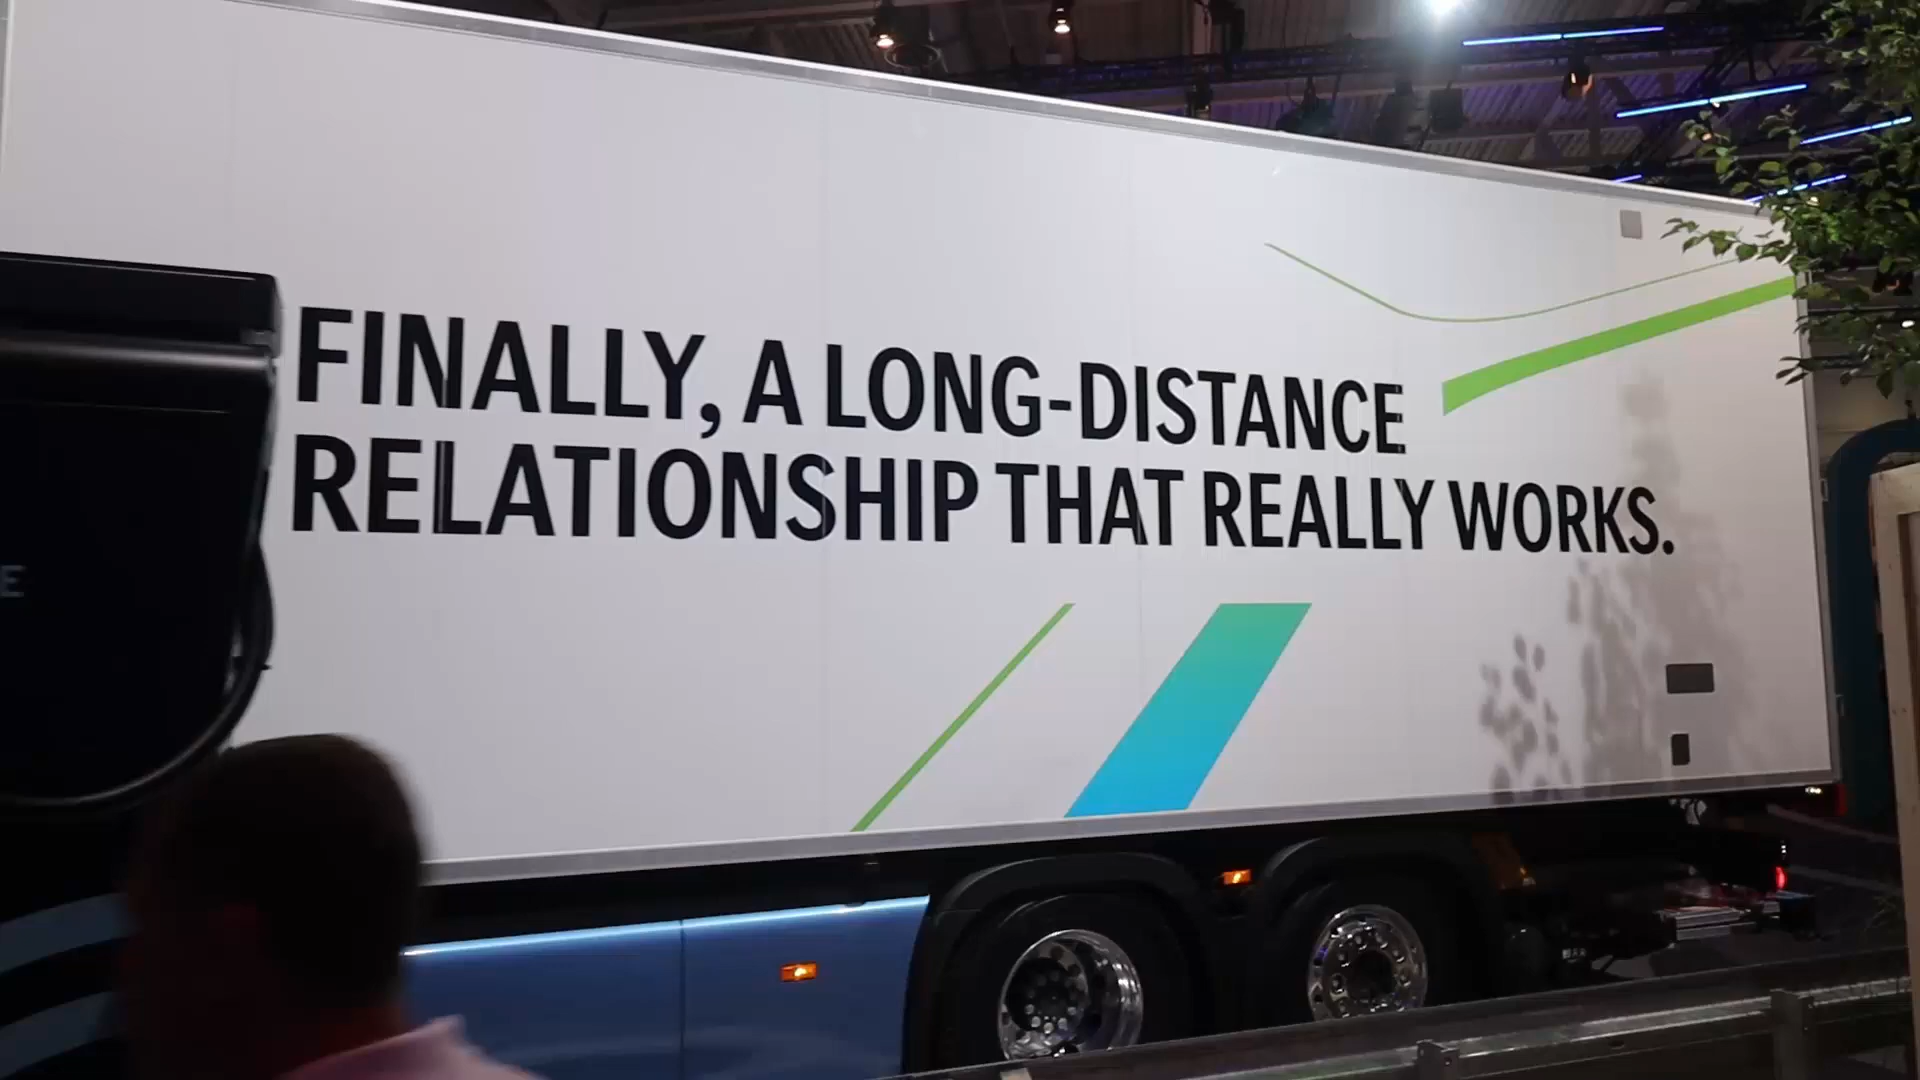 FINALLY, A LONG-DISTANCE
RELATIONSHIP THAT REALLY WORKS.
E